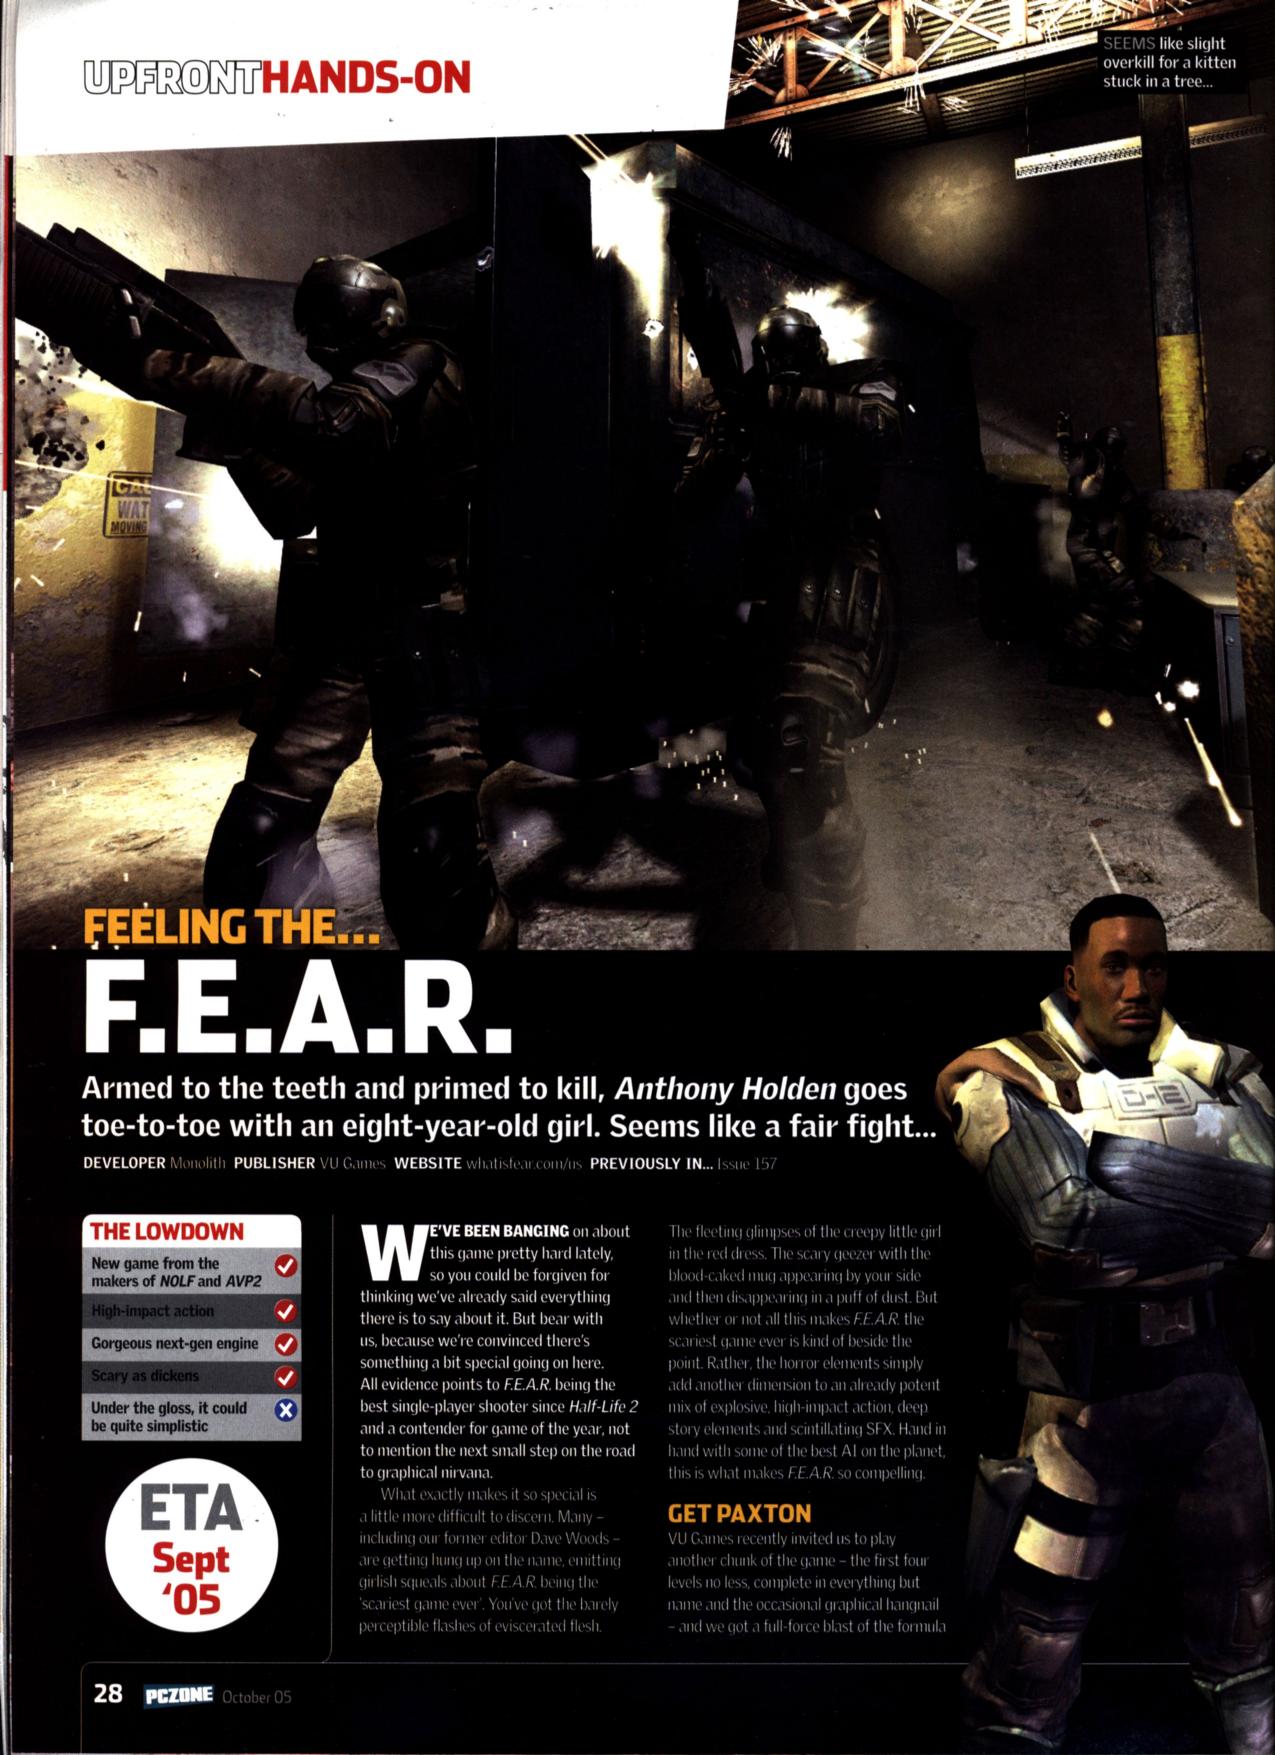 UPFRONTHANDS-ON
SEEMS like slight
overkill for a kitten
stuck in a tree...
CAU
WAT
MOVING
FEELING THE...
F.E.A.R.
Armed to the teeth and primed to kill, Anthony Holden goes
toe-to-toe with an eight-year-old girl. Seems like a fair fight...
DEVELOPER Monolith PUBLISHER VU Games WEBSITE whatisfear.com/us PREVIOUSLY IN... Issue 157
THE LOWDOWN
New game from the
makers of NOLF and AVP2
High-impact action
Gorgeous next-gen engine
Scary as dickens
Under the gloss, it could
be quite simplistic
ETA
Sept
'05
WE'VE BEEN BANGING on about
this game pretty hard lately,
so you could be forgiven for
thinking we've already said everything
there is to say about it. But bear with
us, because we're convinced there's
something a bit special going on here.
All evidence points to F.E.A.R. being the
best single-player shooter since Half-Life 2
and a contender for game of the year, not
to mention the next small step on the road
to graphical nirvana.
What exactly makes it so special is
a little more difficult to discern. Many –
including our former editor Dave Woods –
are getting hung up on the name, emitting
girlish squeals about F.E.A.R. being the
'scariest game ever'. You've got the barely
perceptible flashes of eviscerated flesh.
The fleeting glimpses of the creepy little girl
in the red dress. The scary geezer with the
blood-caked mug appearing by your side
and then disappearing in a puff of dust. But
whether or not all this makes F.E.A.R. the
scariest game ever is kind of beside the
point. Rather, the horror elements simply
add another dimension to an already potent
mix of explosive, high-impact action, deep
story elements and scintillating SFX. Hand in
hand with some of the best AI on the planet,
this is what makes F.E.A.R. so compelling.
GET PAXTON
VU Games recently invited us to play
another chunk of the game – the first four
levels no less, complete in everything but
name and the occasional graphical hangnail
– and we got a full-force blast of the formula
D-12
28 PCZONE October 05